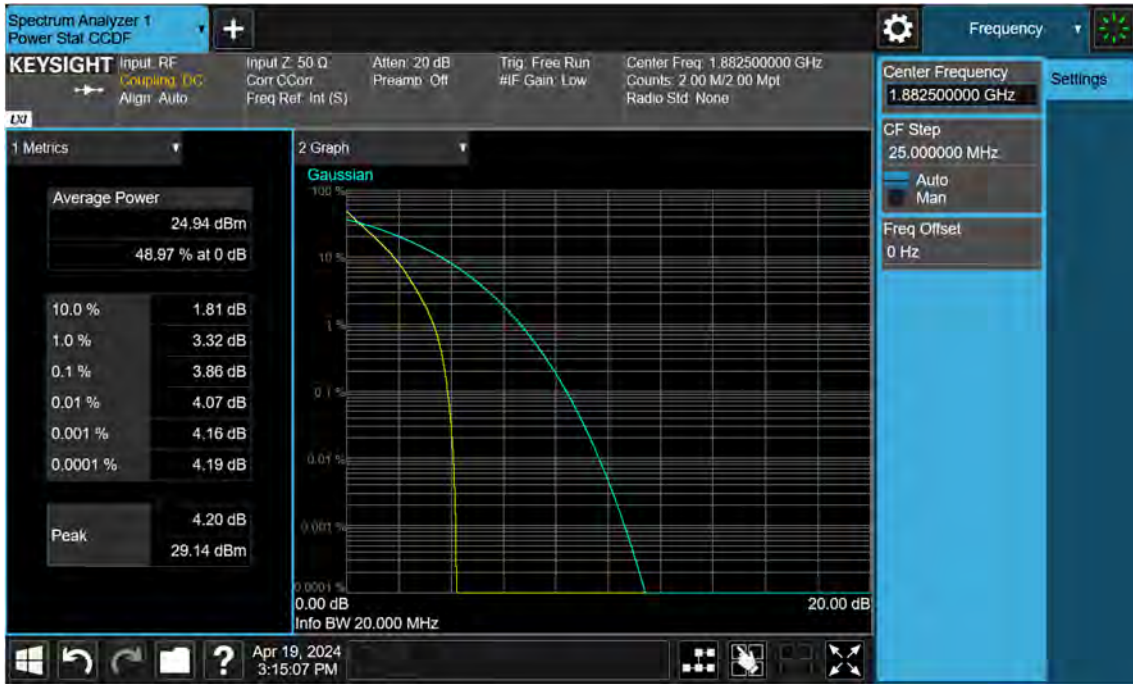 Spectrum Analyzer 1
Power Stat CCDF
+
Frequency
KEYSIGHT
Input: RF
Coupling: DC
Align: Auto
Input Z: 50 Ω
Corr CCorr
Freq Ref: Int (S)
Atten: 20 dB
Preamp: Off
Trig: Free Run
#IF Gain: Low
Center Freq: 1.882500000 GHz
Counts: 2.00 M/2.00 Mpt
Radio Std: None
LXI
Center Frequency
1.882500000 GHz
Settings
CF Step
25.000000 MHz
Auto
Man
Freq Offset
0 Hz
1 Metrics
Average Power
24.94 dBm
48.97 % at 0 dB
10.0 % 1.81 dB
1.0 % 3.32 dB
0.1 % 3.86 dB
0.01 % 4.07 dB
0.001 % 4.16 dB
0.0001 % 4.19 dB
Peak
4.20 dB
29.14 dBm
2 Graph
Gaussian
100 %
10 %
1 %
0.1 %
0.01 %
0.001 %
0.0001 %
0.00 dB
20.00 dB
Info BW 20.000 MHz
?
Apr 19, 2024
3:15:07 PM